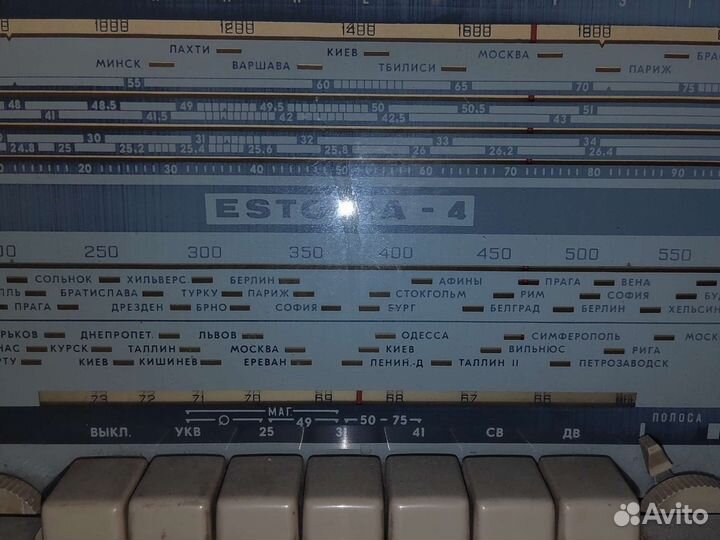 1200 1400 1600 1800
ПАХТИ КИЕВ МОСКВА
МИНСК ВАРШАВА ТБИЛИСИ ПАРИЖ
55 60 65 70 75
48 48.5 49 49.5 50 50.5 51
41 41.5 42 42.5 43
30 31 32 33 34
24.8 25 25.2 25.4 25.6 25.8 26 26.2 26.4
20 30 40 50 60 70 80 90
ESTONIA - 4
250 300 350 400 450 500 550
СОЛЬНОК ХИЛЬВЕРС. БЕРЛИН АФИНЫ ПРАГА ВЕНА
БРАТИСЛАВА ТУРКУ ПАРИЖ СТОКГОЛЬМ РИМ СОФИЯ
ПРАГА ДРЕЗДЕН БРНО СОФИЯ БУРГ БЕЛГРАД БЕРЛИН
ДНЕПРОПЕТ. ЛЬВОВ ОДЕССА СИМФЕРОПОЛЬ
КУРСК ТАЛЛИН МОСКВА КИЕВ ВИЛЬНЮС РИГА
КИЕВ КИШИНЕВ ЕРЕВАН ЛЕНИН.-Д ТАЛЛИН II ПЕТРОЗАВОДСК
73 72 71 70 69 68 67 66
МАГ.
49 50 - 75
ПОЛОСА
ВЫКЛ. УКВ 25 31 41 СВ ДВ
Avito